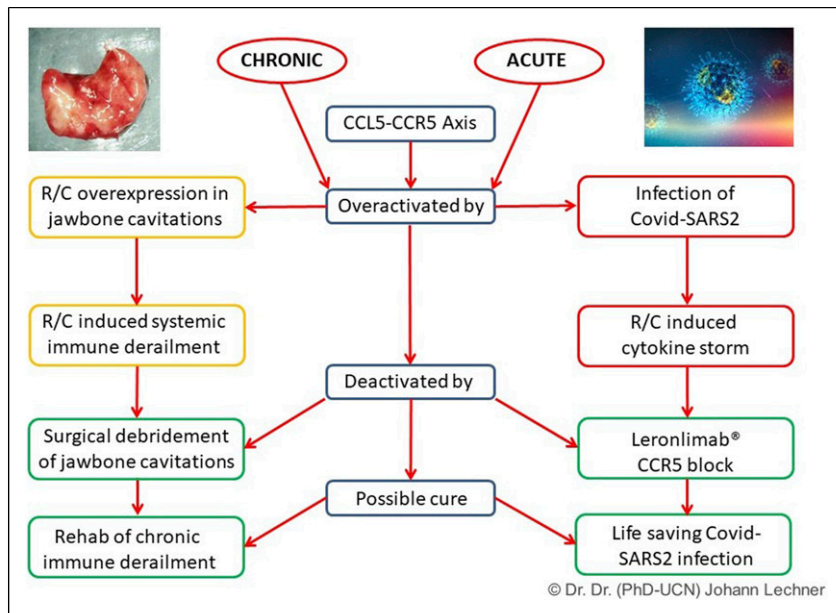 CHRONIC
ACUTE
CCL5-CCR5 Axis
R/C overexpression in
jawbone cavitations
Overactivated by
Infection of
Covid-SARS2
R/C induced systemic
immune derailment
R/C induced
cytokine storm
Deactivated by
Surgical debridement
of jawbone cavitations
Leronlimab®
CCR5 block
Possible cure
Rehab of chronic
immune derailment
Life saving Covid-
SARS2 infection
© Dr. Dr. (PhD-UCN) Johann Lechner